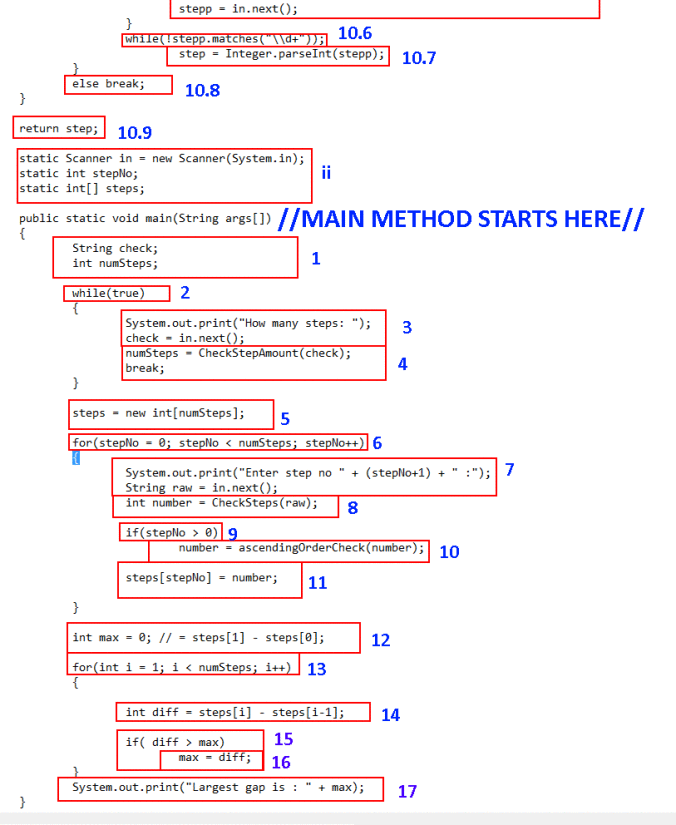 stepp = in.next();
}
while(!stepp.matches("\\d+")); 10.6
step = Integer.parseInt(stepp); 10.7
}
else break; 10.8
}
return step; 10.9
static Scanner in = new Scanner(System.in);
static int stepNo; ii
static int[] steps;
public static void main(String args[]) //MAIN METHOD STARTS HERE//
{
String check;
int numSteps; 1
while(true) 2
{
System.out.print("How many steps: "); 3
check = in.next();
numSteps = CheckStepAmount(check); 4
break;
}
steps = new int[numSteps]; 5
for(stepNo = 0; stepNo < numSteps; stepNo++) 6
{
System.out.print("Enter step no " + (stepNo+1) + " :"); 7
String raw = in.next();
int number = CheckSteps(raw); 8
if(stepNo > 0) 9
number = ascendingOrderCheck(number); 10
steps[stepNo] = number; 11
}
int max = 0; // = steps[1] - steps[0]; 12
for(int i = 1; i < numSteps; i++) 13
{
int diff = steps[i] - steps[i-1]; 14
if( diff > max) 15
max = diff; 16
}
System.out.print("Largest gap is : " + max); 17
}